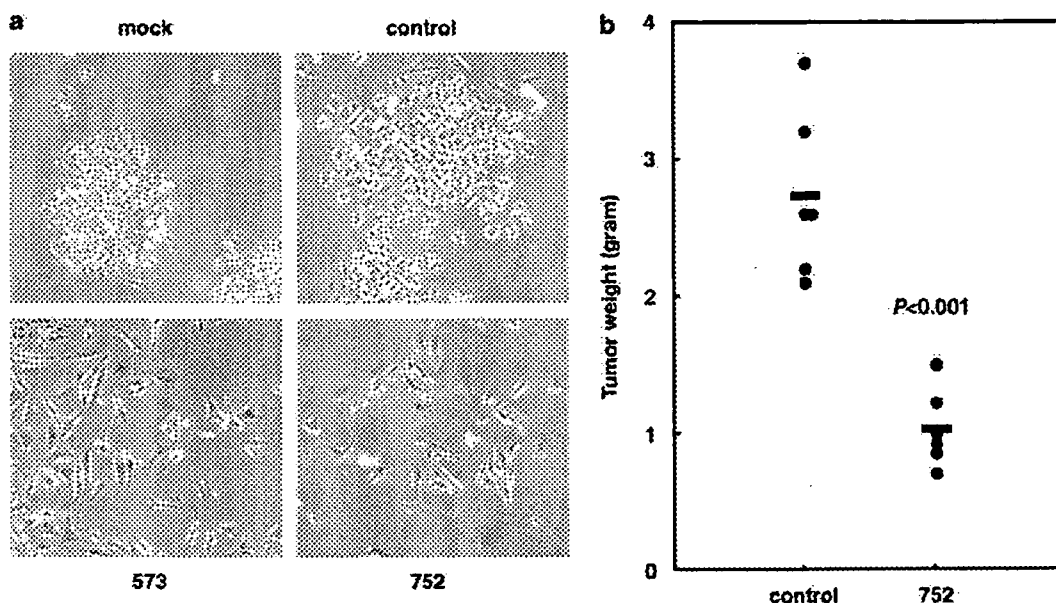 a
mock
control
573
752
b
Tumor weight (gram)
4
3
2
1
0
P<0.001
control
752